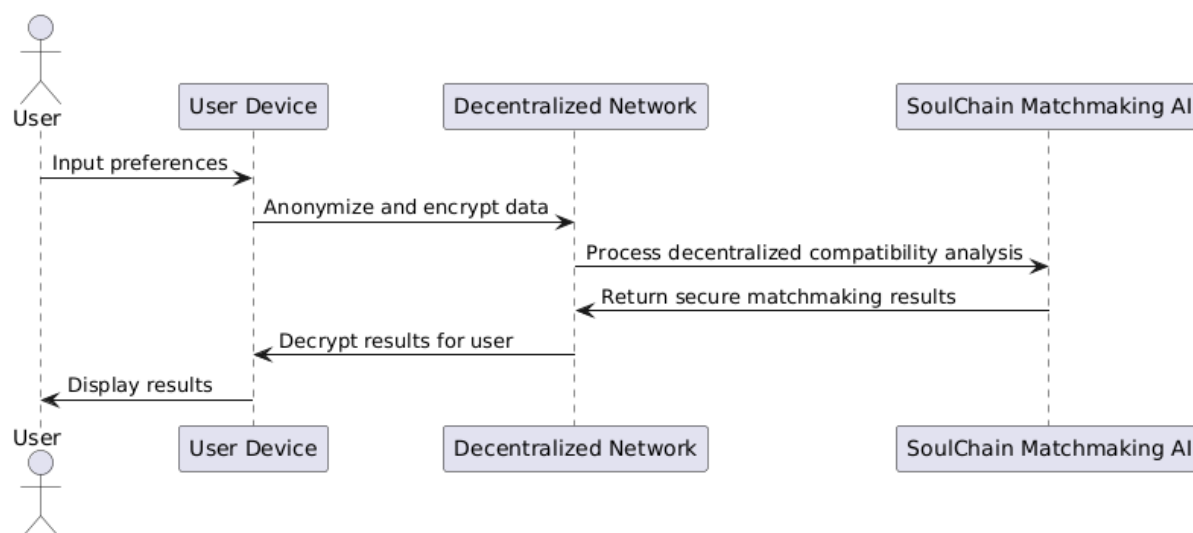 User
User Device
Decentralized Network
SoulChain Matchmaking AI
Input preferences
Anonymize and encrypt data
Process decentralized compatibility analysis
Return secure matchmaking results
Decrypt results for user
Display results
User
User Device
Decentralized Network
SoulChain Matchmaking AI